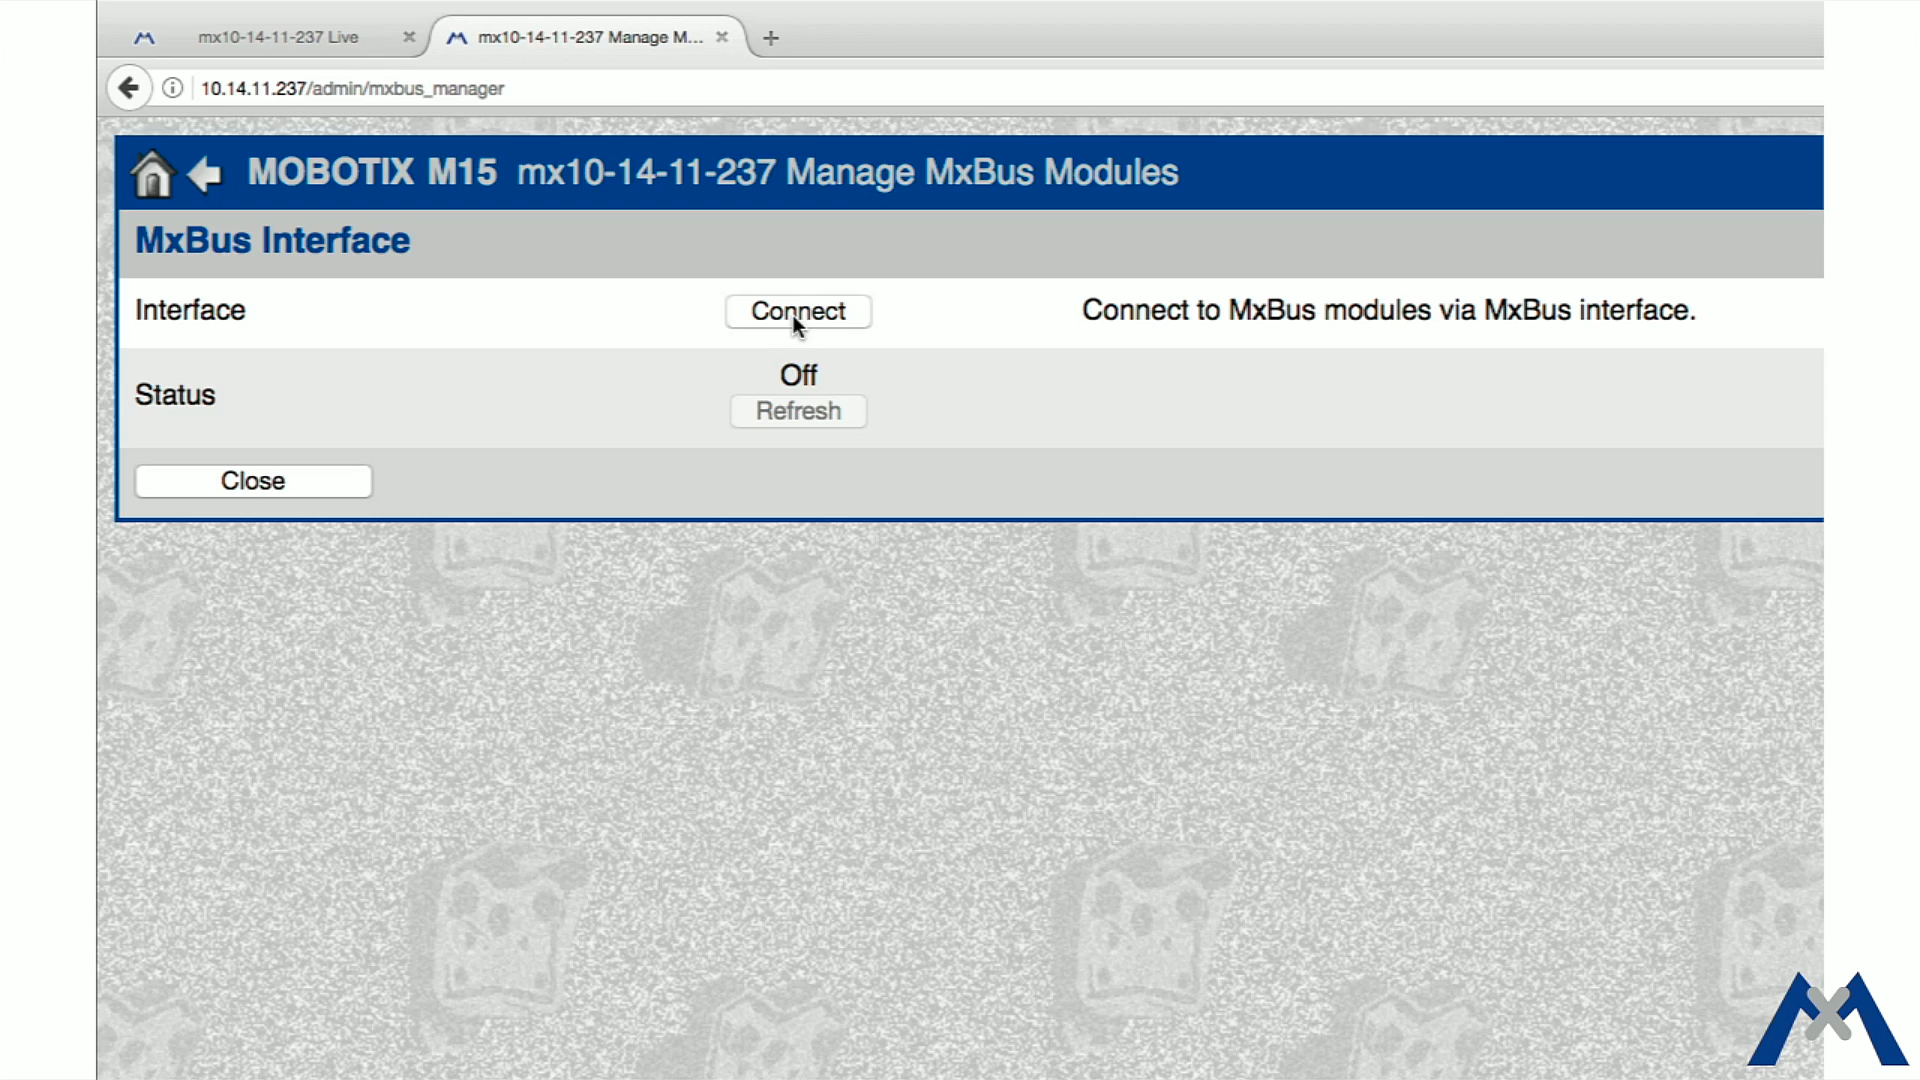 mx10-14-11-237 Live
mx10-14-11-237 Manage M...
10.14.11.237/admin/mxbus_manager
MOBOTIX M15 mx10-14-11-237 Manage MxBus Modules
MxBus Interface
Interface
Connect
Connect to MxBus modules via MxBus interface.
Status
Off
Refresh
Close